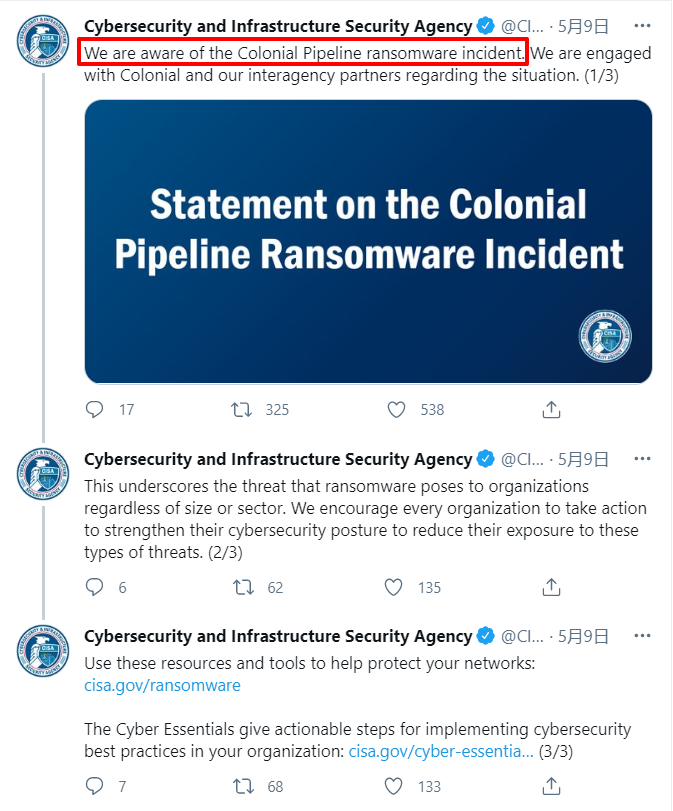 Cybersecurity and Infrastructure Security Agency @CI... · 5月9日
We are aware of the Colonial Pipeline ransomware incident. We are engaged
with Colonial and our interagency partners regarding the situation. (1/3)
Statement on the Colonial
Pipeline Ransomware Incident
17 325 538
Cybersecurity and Infrastructure Security Agency @CI... · 5月9日
This underscores the threat that ransomware poses to organizations
regardless of size or sector. We encourage every organization to take action
to strengthen their cybersecurity posture to reduce their exposure to these
types of threats. (2/3)
6 62 135
Cybersecurity and Infrastructure Security Agency @CI... · 5月9日
Use these resources and tools to help protect your networks:
cisa.gov/ransomware
The Cyber Essentials give actionable steps for implementing cybersecurity
best practices in your organization: cisa.gov/cyber-essentia... (3/3)
7 68 133